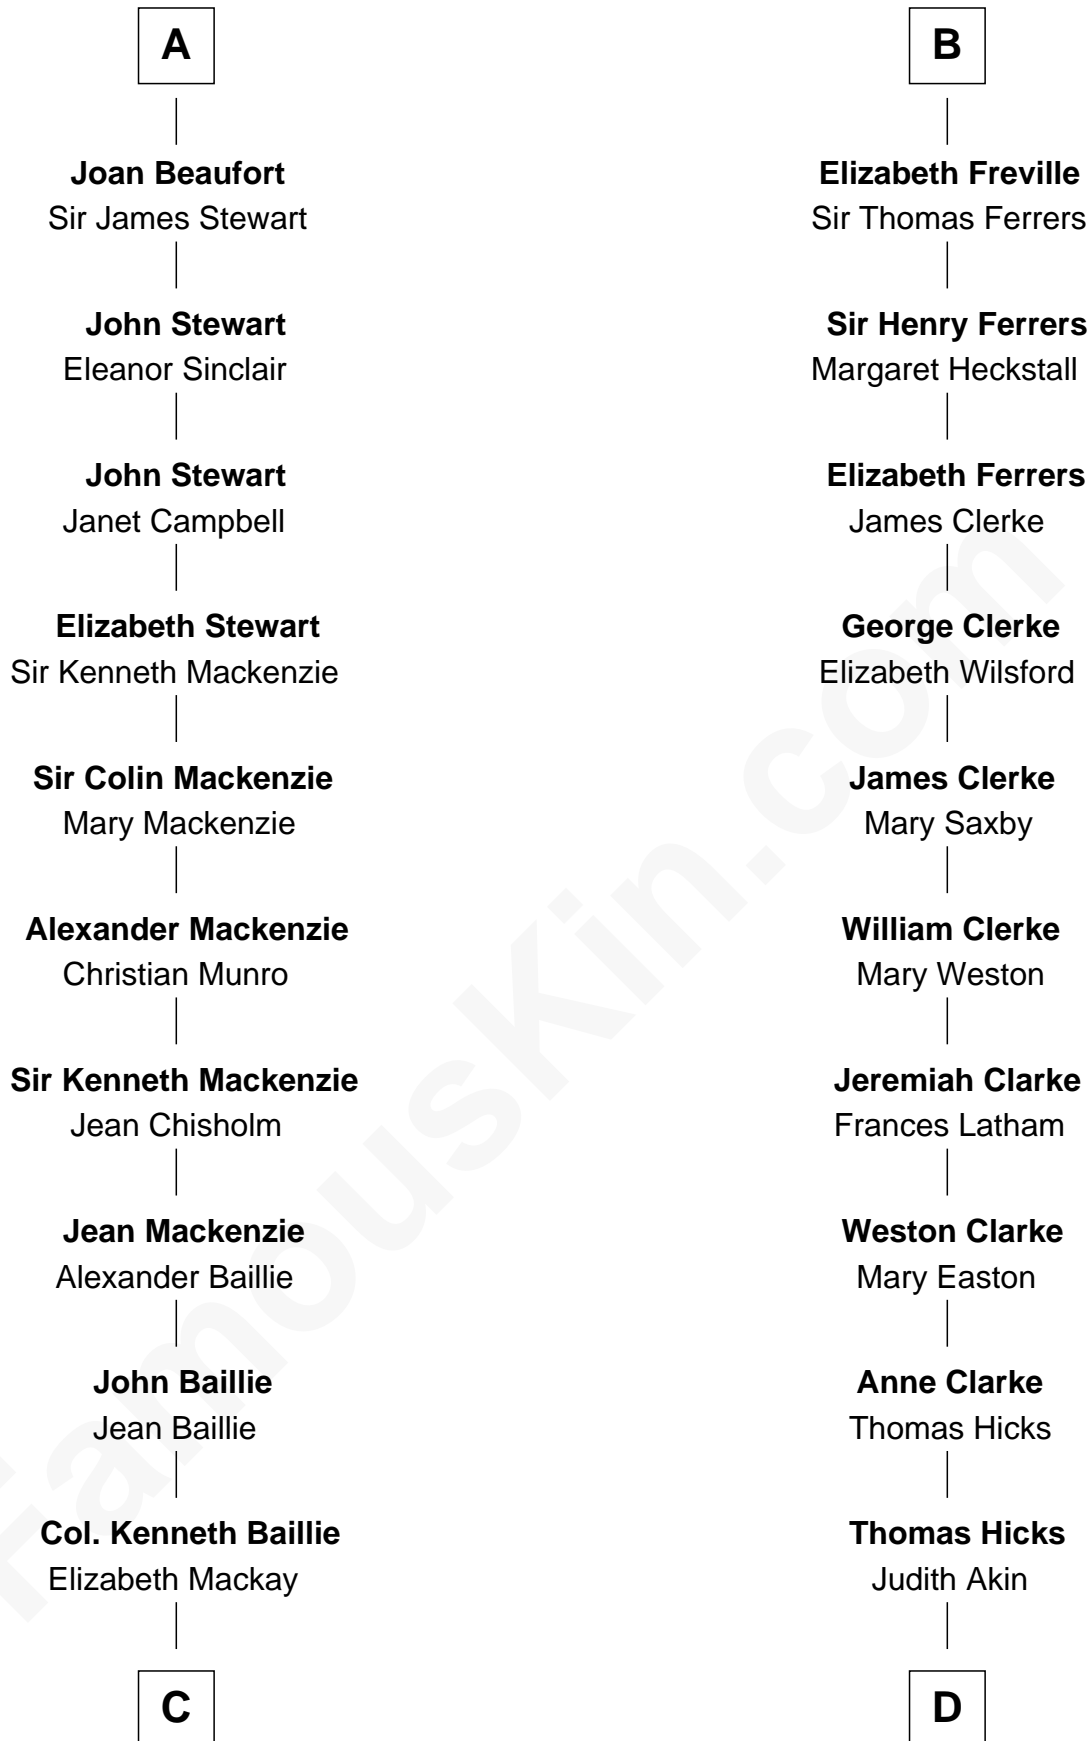 A
Joan Beaufort
Sir James Stewart
John Stewart
Eleanor Sinclair
John Stewart
Janet Campbell
Elizabeth Stewart
Sir Kenneth Mackenzie
Sir Colin Mackenzie
Mary Mackenzie
Alexander Mackenzie
Christian Munro
Sir Kenneth Mackenzie
Jean Chisholm
Jean Mackenzie
Alexander Baillie
John Baillie
Jean Baillie
Col. Kenneth Baillie
Elizabeth Mackay
C
B
Elizabeth Freville
Sir Thomas Ferrers
Sir Henry Ferrers
Margaret Heckstall
Elizabeth Ferrers
James Clerke
George Clerke
Elizabeth Wilsford
James Clerke
Mary Saxby
William Clerke
Mary Weston
Jeremiah Clarke
Frances Latham
Weston Clarke
Mary Easton
Anne Clarke
Thomas Hicks
Thomas Hicks
Judith Akin
D
FamousKin.com